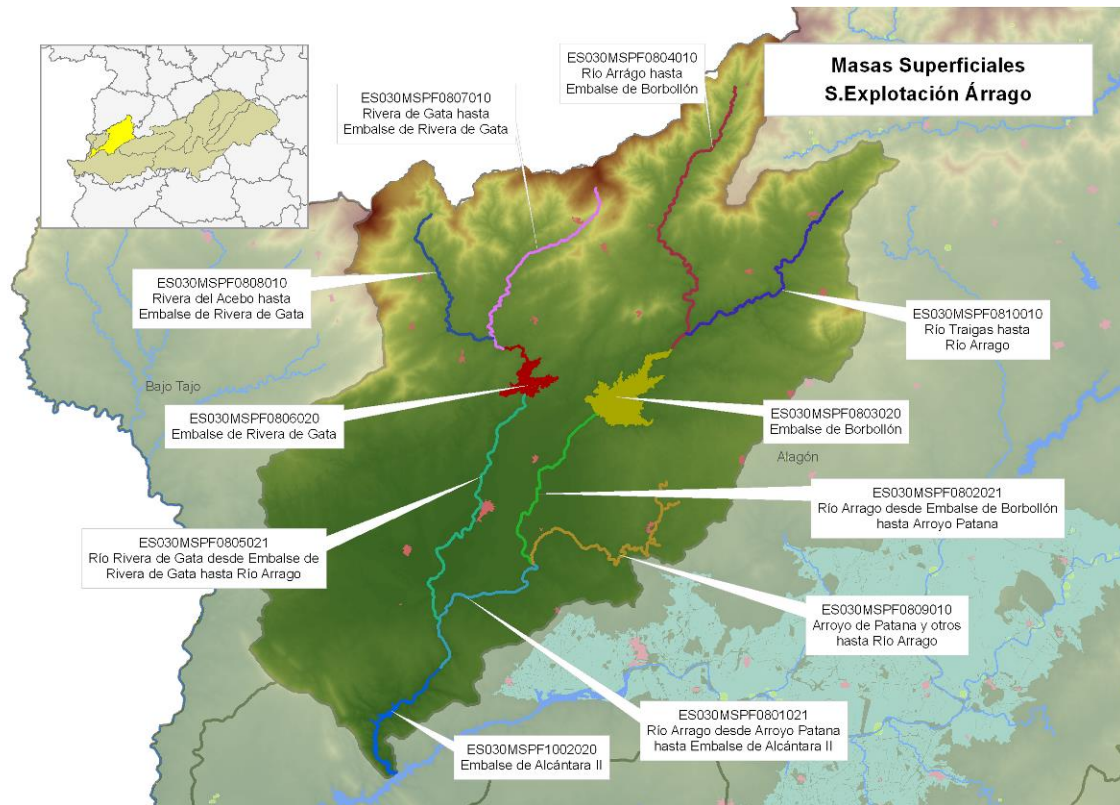 Masas Superficiales
S.Explotación Árrago
ES030MSPF0804010
Río Arrágo hasta
Embalse de Borbollón
ES030MSPF0807010
Rivera de Gata hasta
Embalse de Rivera de Gata
ES030MSPF0808010
Rivera del Acebo hasta
Embalse de Rivera de Gata
ES030MSPF0810010
Río Traigas hasta
Río Arrago
Bajo Tajo
ES030MSPF0806020
Embalse de Rivera de Gata
ES030MSPF0803020
Embalse de Borbollón
Alagón
ES030MSPF0802021
Río Arrago desde Embalse de Borbollón
hasta Arroyo Patana
ES030MSPF0805021
Río Rivera de Gata desde Embalse de
Rivera de Gata hasta Río Arrago
ES030MSPF0809010
Arroyo de Patana y otros
hasta Río Arrago
ES030MSPF0801021
Río Arrago desde Arroyo Patana
hasta Embalse de Alcántara II
ES030MSPF1002020
Embalse de Alcántara II